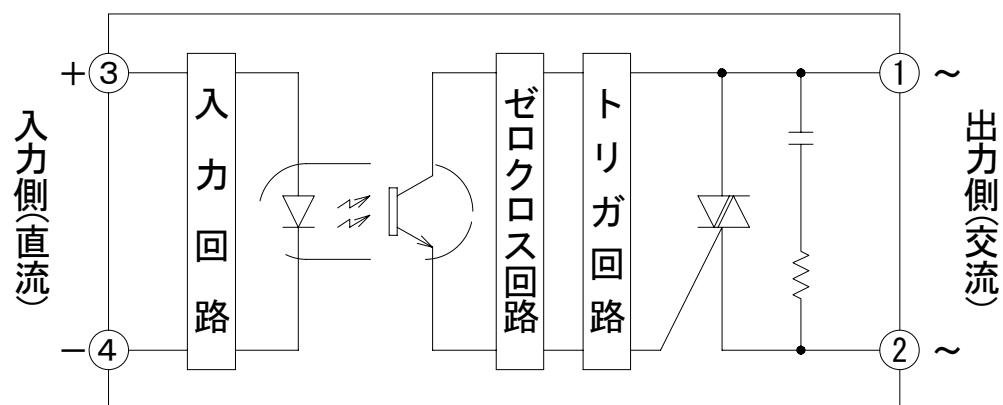 入力側(直流)
+③
−④
入力回路
ゼロクロス回路
トリガ回路
①~
②~
出力側(交流)